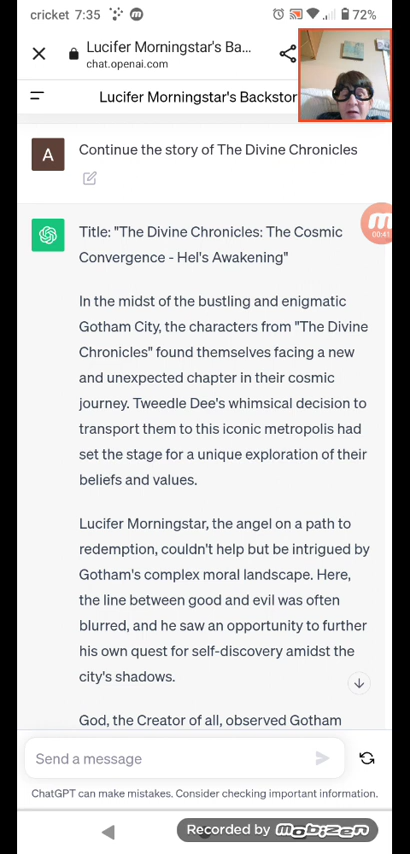 cricket 7:35 72%
Lucifer Morningstar's Ba...
chat.openai.com
Lucifer Morningstar's Backstor
A Continue the story of The Divine Chronicles
Title: "The Divine Chronicles: The Cosmic
Convergence - Hel's Awakening"
00:41
In the midst of the bustling and enigmatic
Gotham City, the characters from "The Divine
Chronicles" found themselves facing a new
and unexpected chapter in their cosmic
journey. Tweedle Dee's whimsical decision to
transport them to this iconic metropolis had
set the stage for a unique exploration of their
beliefs and values.
Lucifer Morningstar, the angel on a path to
redemption, couldn't help but be intrigued by
Gotham's complex moral landscape. Here,
the line between good and evil was often
blurred, and he saw an opportunity to further
his own quest for self-discovery amidst the
city's shadows.
God, the Creator of all, observed Gotham
Send a message
ChatGPT can make mistakes. Consider checking important information.
Recorded by mobizen